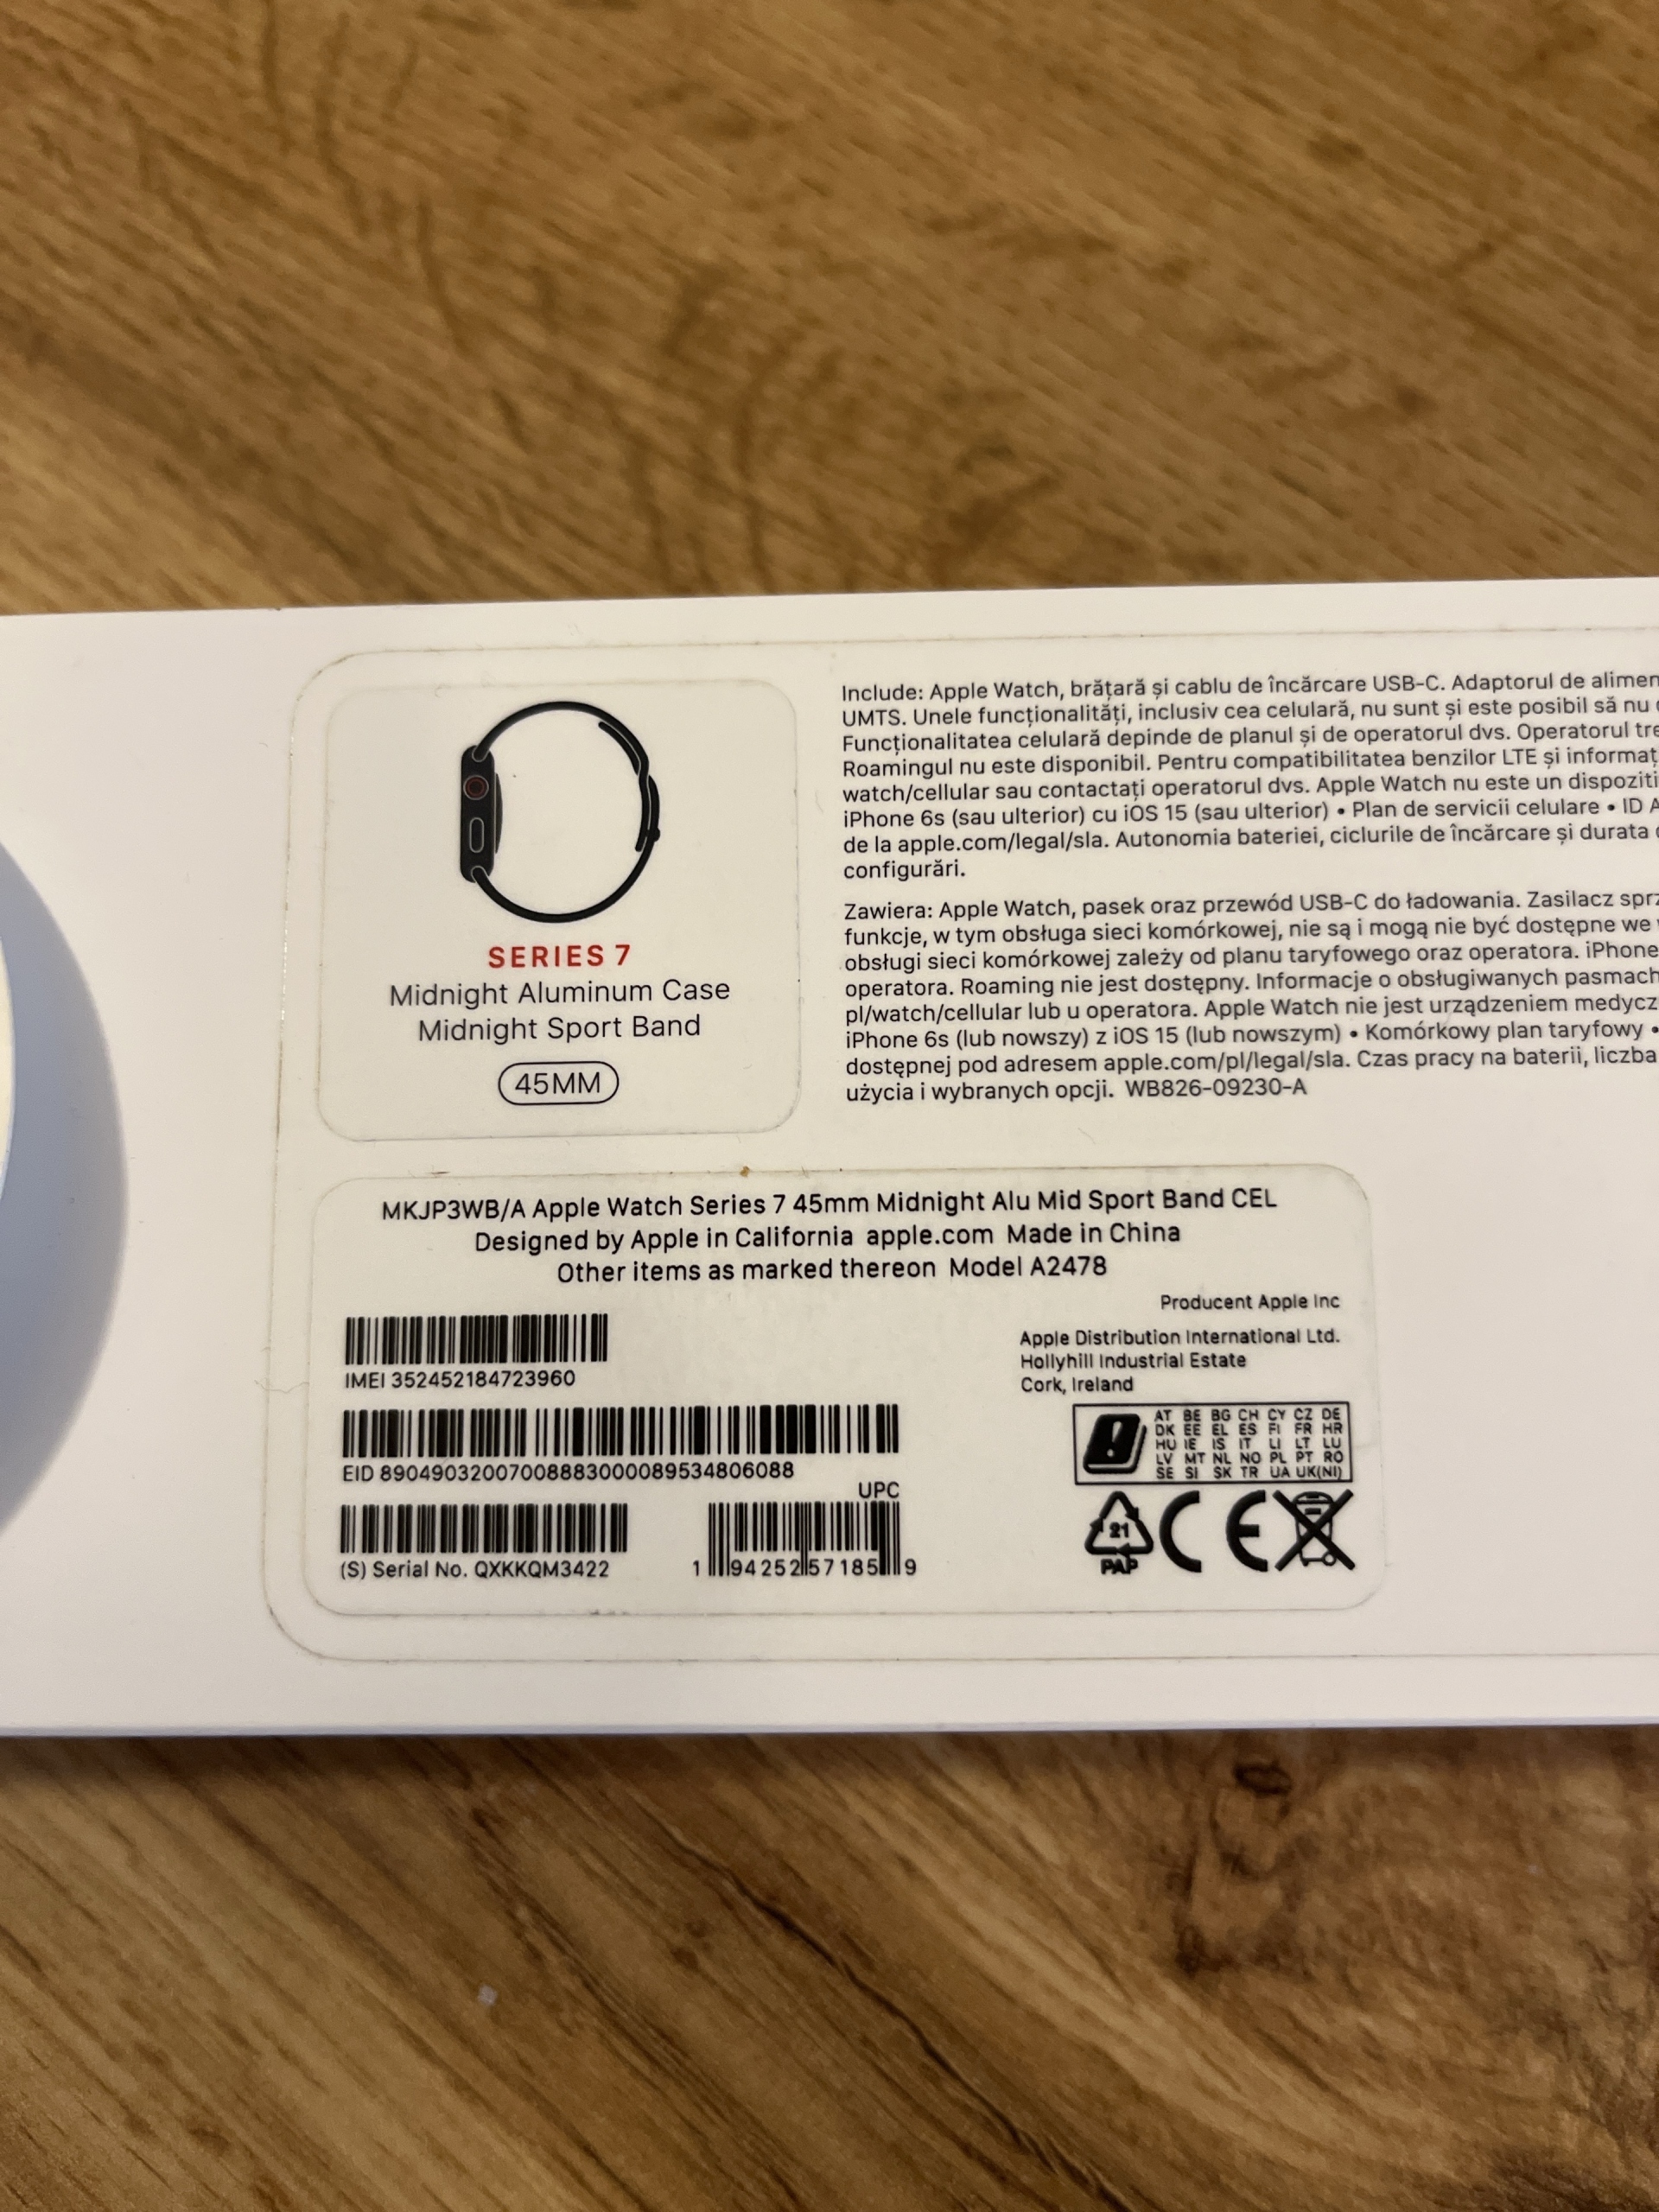 SERIES 7
Midnight Aluminum Case
Midnight Sport Band
45MM
Include: Apple Watch, brățară și cablu de încărcare USB-C. Adaptorul de
UMTS. Unele funcționalități, inclusiv cea celulară, nu sunt și este posibil să nu
Funcționalitatea celulară depinde de planul și de operatorul dvs. Operatorul
Roamingul nu este disponibil. Pentru compatibilitatea benzilor LTE și
watch/cellular sau contactați operatorul dvs. Apple Watch nu este un
iPhone 6s (sau ulterior) cu iOS 15 (sau ulterior) • Plan de servicii celulare • ID
de la apple.com/legal/sla. Autonomia bateriei, ciclurile de încărcare și durata
configurări.
Zawiera: Apple Watch, pasek oraz przewód USB-C do ładowania. Zasilacz
funkcje, w tym obsługa sieci komórkowej, nie są i mogą nie być dostępne we
obsługi sieci komórkowej zależy od planu taryfowego oraz operatora. iPhone
operatora. Roaming nie jest dostępny. Informacje o obsługiwanych pasmach
pl/watch/cellular lub u operatora. Apple Watch nie jest urządzeniem
iPhone 6s (lub nowszy) z iOS 15 (lub nowszym) • Komórkowy plan taryfowy •
dostępnej pod adresem apple.com/pl/legal/sla. Czas pracy na baterii, liczba
użycia i wybranych opcji. WB826-09230-A
MKJP3WB/A Apple Watch Series 7 45mm Midnight Alu Mid Sport Band CEL
Designed by Apple in California apple.com Made in China
Other items as marked thereon Model A2478
Producent Apple Inc
Apple Distribution International Ltd.
Hollyhill Industrial Estate
Cork, Ireland
IMEI 352452184723960
EID 89049032007008883000089534806088
UPC
(S) Serial No. QXKKQM3422
1 94252 57185 9
AT BE BG CH CY CZ DE
DK EE EL ES FI FR HR
HU IE IS IT LI LT LU
LV MT NL NO PL PT RO
SE SI SK TR UA UK(NI)
21
PAP
CE